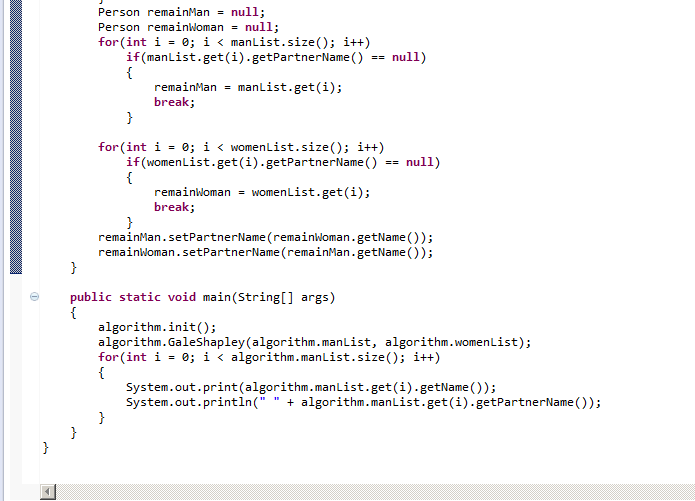 Person remainMan = null;
Person remainWoman = null;
for(int i = 0; i < manList.size(); i++)
if(manList.get(i).getPartnerName() == null)
{
remainMan = manList.get(i);
break;
}
for(int i = 0; i < womenList.size(); i++)
if(womenList.get(i).getPartnerName() == null)
{
remainWoman = womenList.get(i);
break;
}
remainMan.setPartnerName(remainWoman.getName());
remainWoman.setPartnerName(remainMan.getName());
}
public static void main(String[] args)
{
algorithm.init();
algorithm.GaleShapley(algorithm.manList, algorithm.womenList);
for(int i = 0; i < algorithm.manList.size(); i++)
{
System.out.print(algorithm.manList.get(i).getName());
System.out.println(" " + algorithm.manList.get(i).getPartnerName());
}
}
}